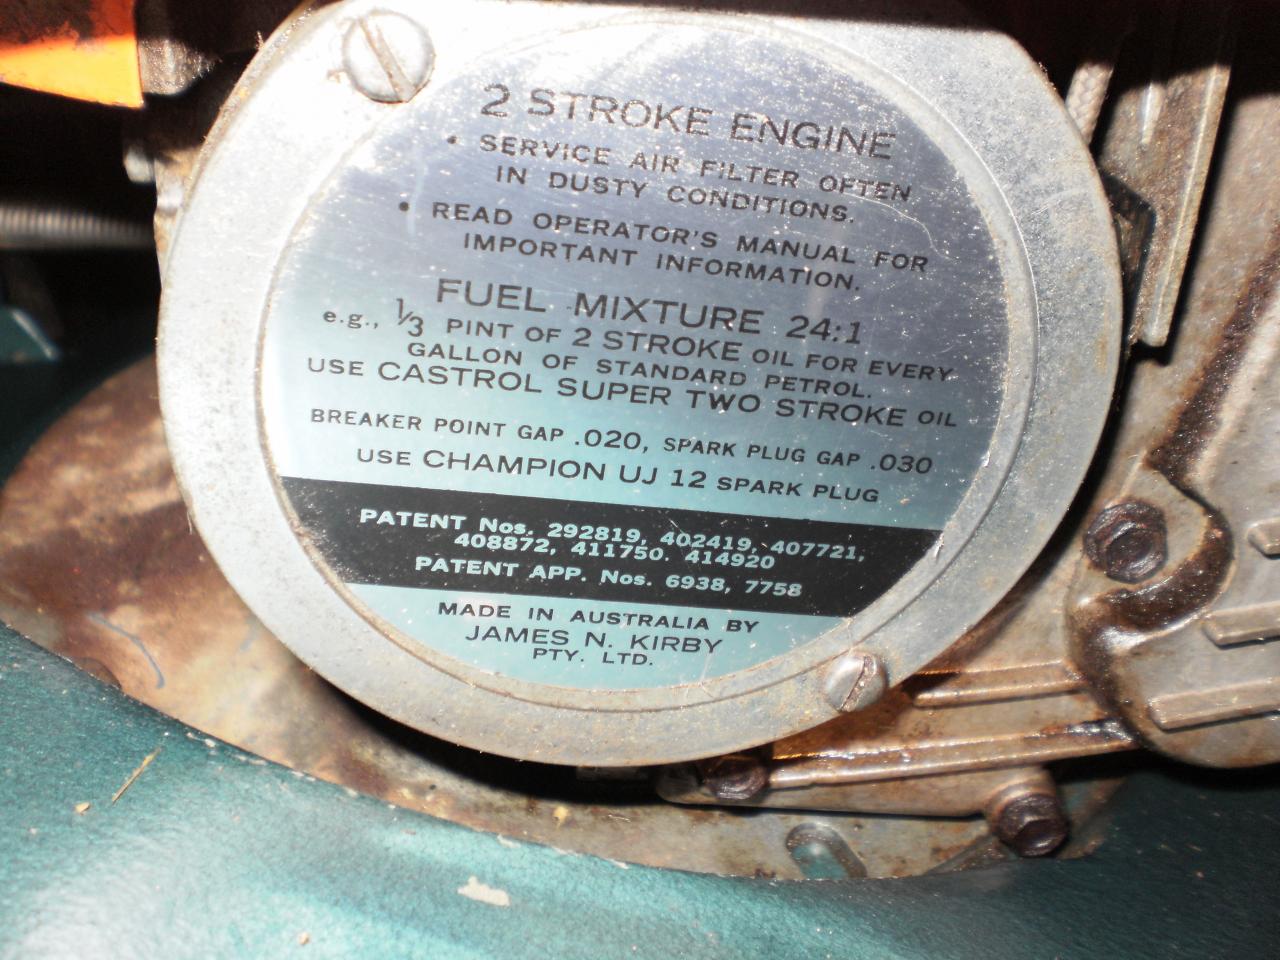 2 STROKE ENGINE
• SERVICE AIR FILTER OFTEN
IN DUSTY CONDITIONS.
• READ OPERATOR'S MANUAL FOR
IMPORTANT INFORMATION.
FUEL MIXTURE 24:1
e.g., 1/3 PINT OF 2 STROKE OIL FOR EVERY
GALLON OF STANDARD PETROL.
USE CASTROL SUPER TWO STROKE OIL
BREAKER POINT GAP .020, SPARK PLUG GAP .030
USE CHAMPION UJ 12 SPARK PLUG
PATENT Nos. 292819, 402419, 407721,
408872, 411750. 414920
PATENT APP. Nos. 6938, 7758
MADE IN AUSTRALIA BY
JAMES N. KIRBY
PTY. LTD.